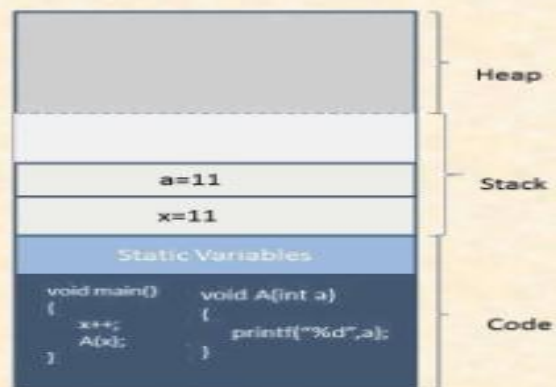 Heap
a=11
Stack
x=11
Static Variables
void main()
{
x++;
A(x);
}
void A(int a)
{
printf("%d",a);
}
Code